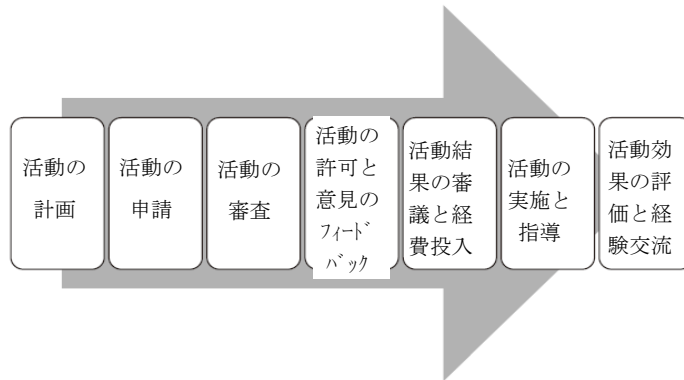 活動の
計画
活動の
申請
活動の
審査
活動の
許可と
意見の
ﾌｨｰﾄﾞ
ﾊﾞｯｸ
活動結
果の審
議と経
費投入
活動の
実施と
指導
活動効
果の評
価と経
験交流